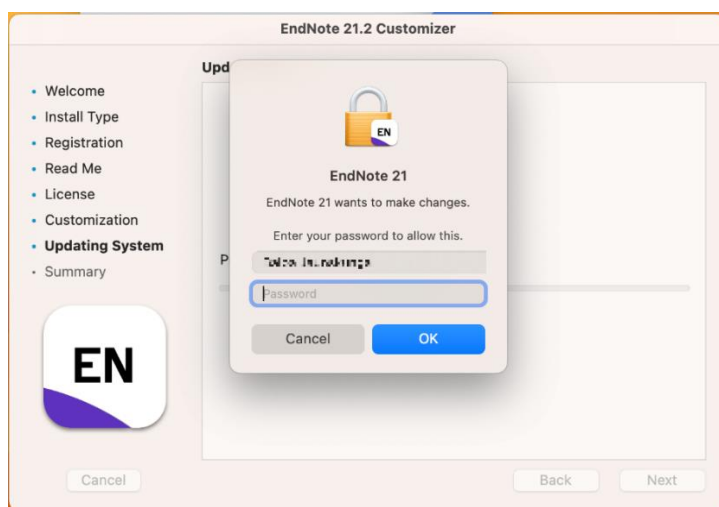 EndNote 21.2 Customizer
Upd
Welcome
Install Type
Registration
Read Me
License
Customization
Updating System
Summary
EN
EndNote 21
EndNote 21 wants to make changes.
Enter your password to allow this.
P
Password
Cancel
OK
EN
Cancel
Back
Next